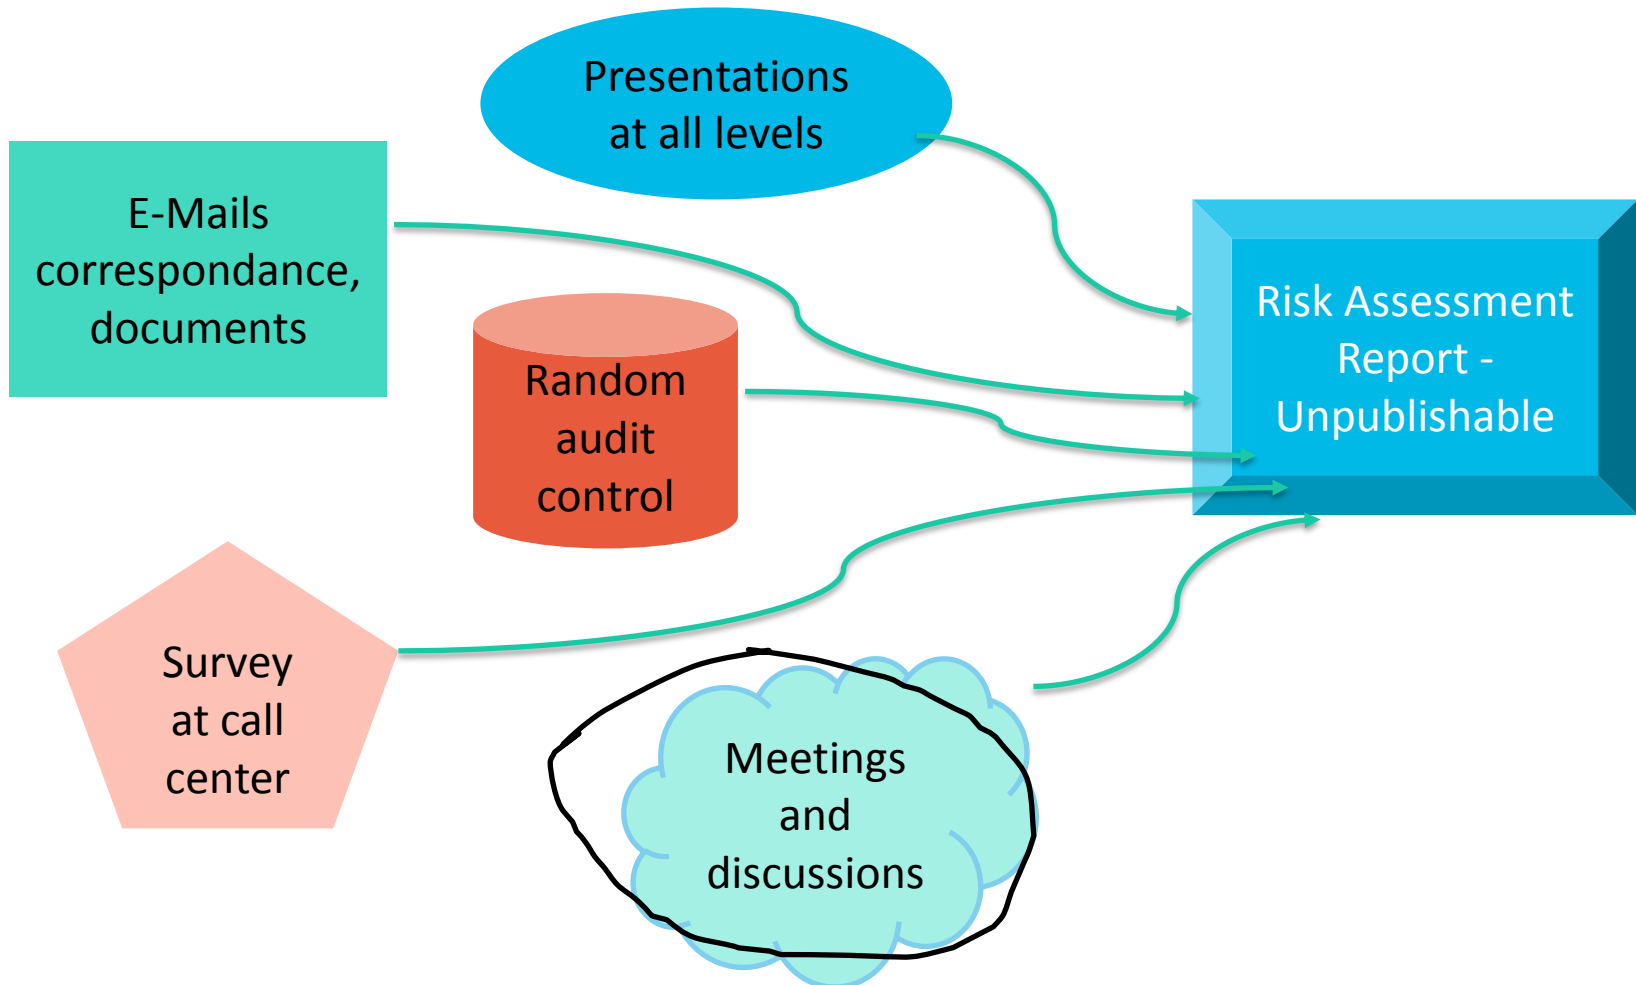 Presentations
at all levels
E-Mails
correspondance,
documents
Risk Assessment
Report -
Unpublishable
Random
audit
control
Survey
at call
center
Meetings
and
discussions